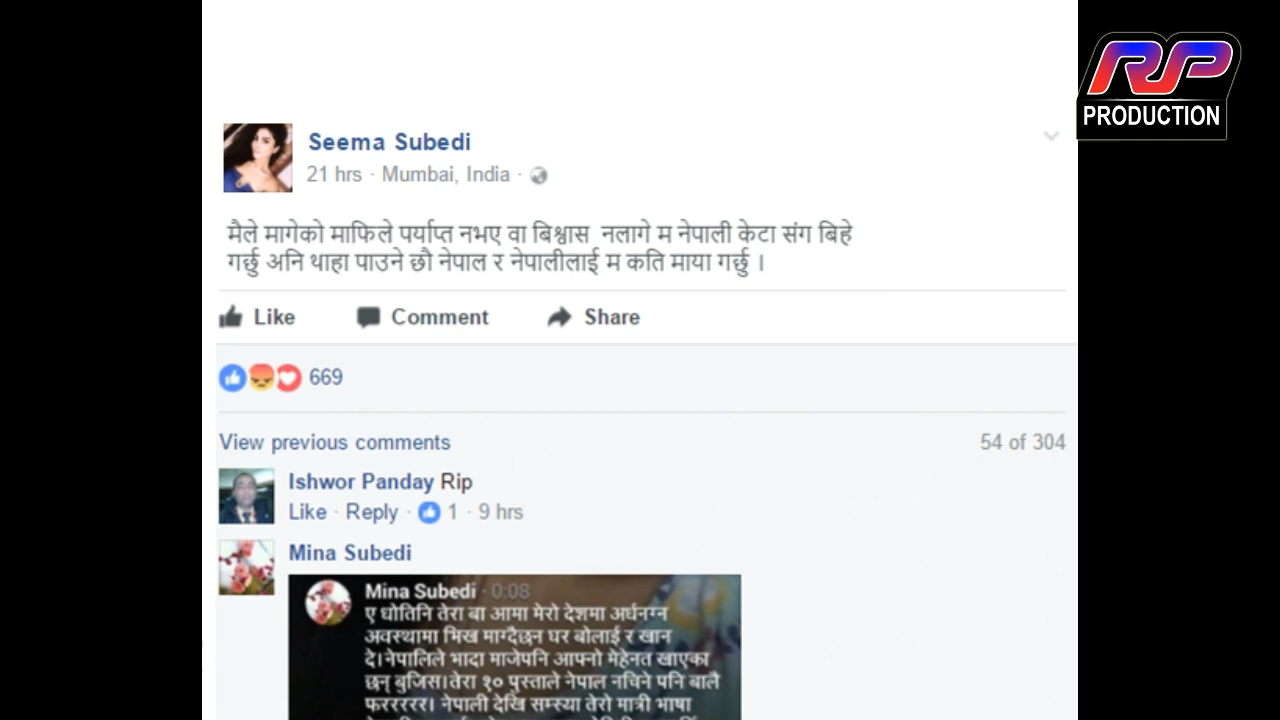 RP
PRODUCTION
Seema Subedi
21 hrs · Mumbai, India ·
मैले मागेको माफिले पर्याप्त नभए वा बिश्वास नलागे म नेपाली केटा संग बिहे
गर्छु अनि थाहा पाउने छौ नेपाल र नेपालीलाई म कति माया गर्छु ।
Like Comment Share
669
View previous comments 54 of 304
Ishwor Panday Rip
Like · Reply · 1 · 9 hrs
Mina Subedi
Mina Subedi · 0:08
ए धोतिनि तेरा बा आमा मेरो देशमा अर्धनग्न
अवस्थामा भिख माग्दैछन घर बोलाई र खान
दे।नेपालिले भादा माजेपनि आफ्नो मेहेनत खाएका
छन् बुजिस।तेरा १० पुस्ताले नेपाल नचिने पनि बालै
फरररररर। नेपाली देखि सम्स्या तेरो मात्री भाषा